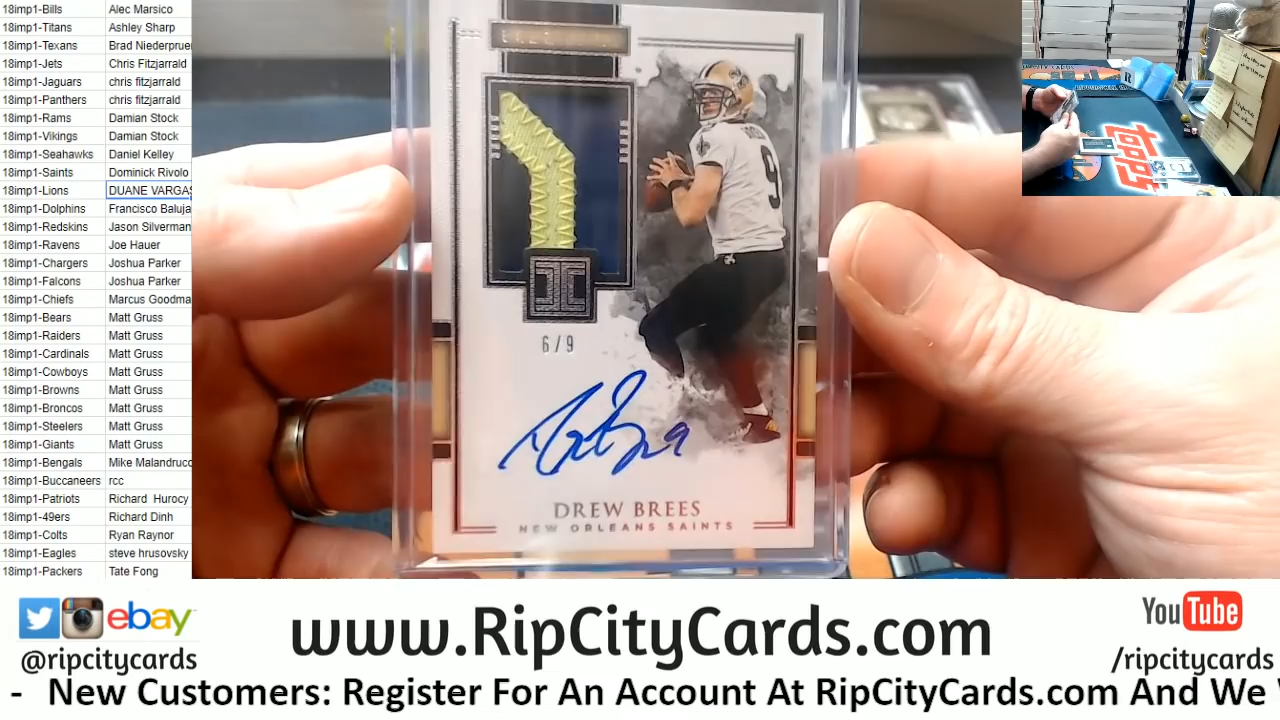 18imp1-Bills Alec Marsico
18imp1-Titans Ashley Sharp
18imp1-Texans Brad Niederprue
18imp1-Jets Chris Fitzjarrald
18imp1-Jaguars chris fitzjarrald
18imp1-Panthers chris fitzjarrald
18imp1-Rams Damian Stock
18imp1-Vikings Damian Stock
18imp1-Seahawks Daniel Kelley
18imp1-Saints Dominick Rivolo
18imp1-Lions DUANE VARGAS
18imp1-Dolphins Francisco Baluja
18imp1-Redskins Jason Silverman
18imp1-Ravens Joe Hauer
18imp1-Chargers Joshua Parker
18imp1-Falcons Joshua Parker
18imp1-Chiefs Marcus Goodma
18imp1-Bears Matt Gruss
18imp1-Raiders Matt Gruss
18imp1-Cardinals Matt Gruss
18imp1-Cowboys Matt Gruss
18imp1-Browns Matt Gruss
18imp1-Broncos Matt Gruss
18imp1-Steelers Matt Gruss
18imp1-Giants Matt Gruss
18imp1-Bengals Mike Malandrucc
18imp1-Buccaneers rcc
18imp1-Patriots Richard Hurocy
18imp1-49ers Richard Dinh
18imp1-Colts Ryan Raynor
18imp1-Eagles steve hrusovsky
18imp1-Packers Tate Fong
9
6/9
DREW BREES
NEW ORLEANS SAINTS
topps
ebay
@ripcitycards
www.RipCityCards.com
YouTube
/ripcitycards
- New Customers: Register For An Account At RipCityCards.com And We